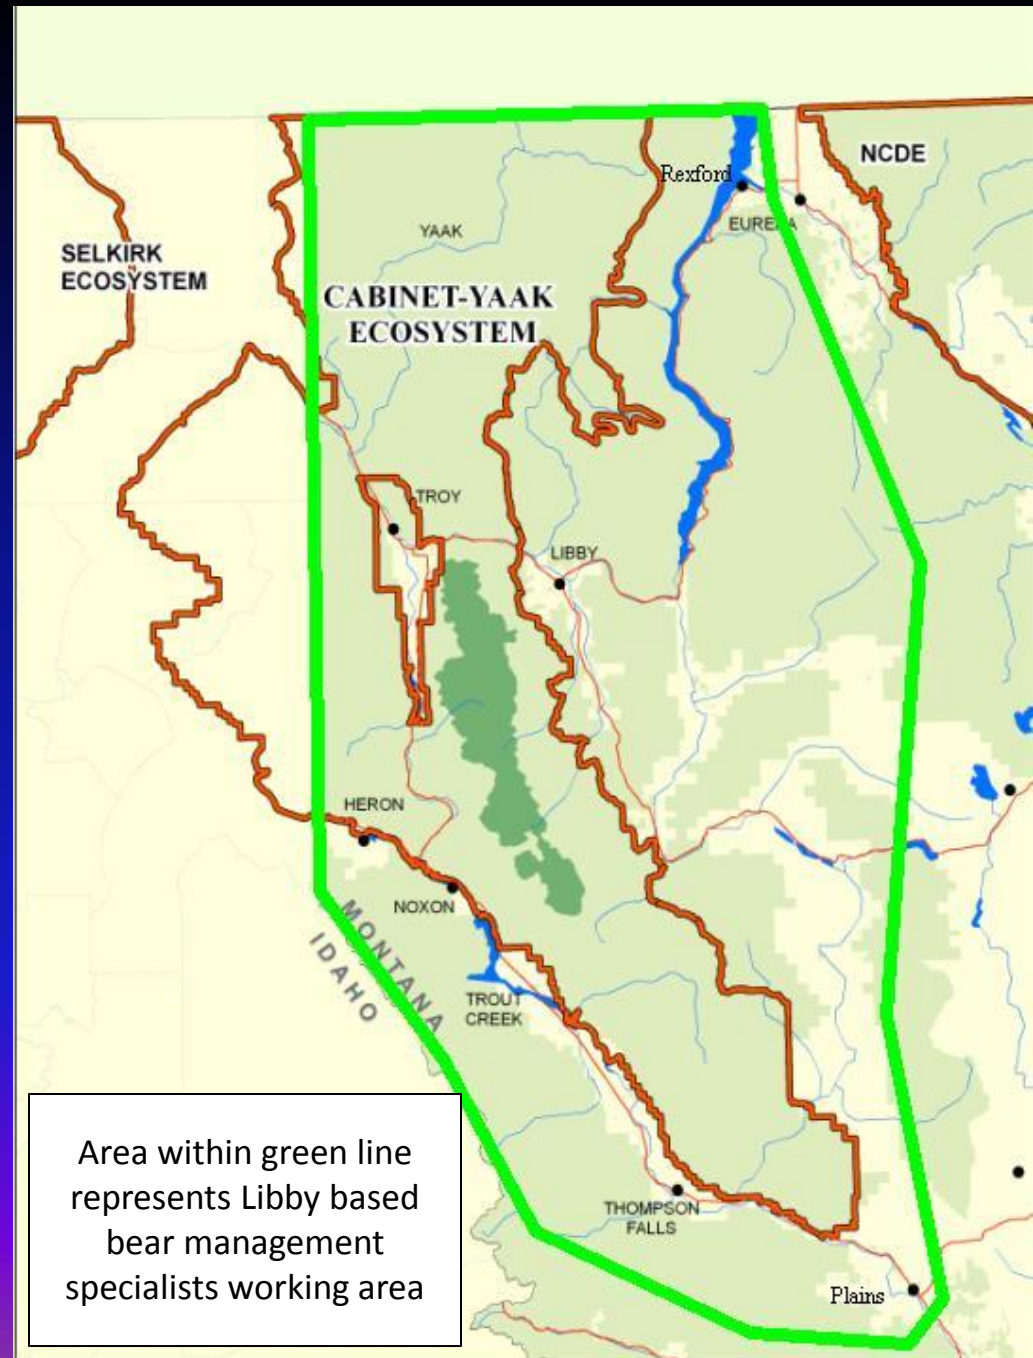 NCDE
Rexford
EUREKA
YAAK
SELKIRK
ECOSYSTEM
CABINET-YAAK
ECOSYSTEM
TROY
LIBBY
HERON
NOXON
MONTANA
IDAHO
TROUT
CREEK
THOMPSON
FALLS
Plains
Area within green line
represents Libby based
bear management
specialists working area